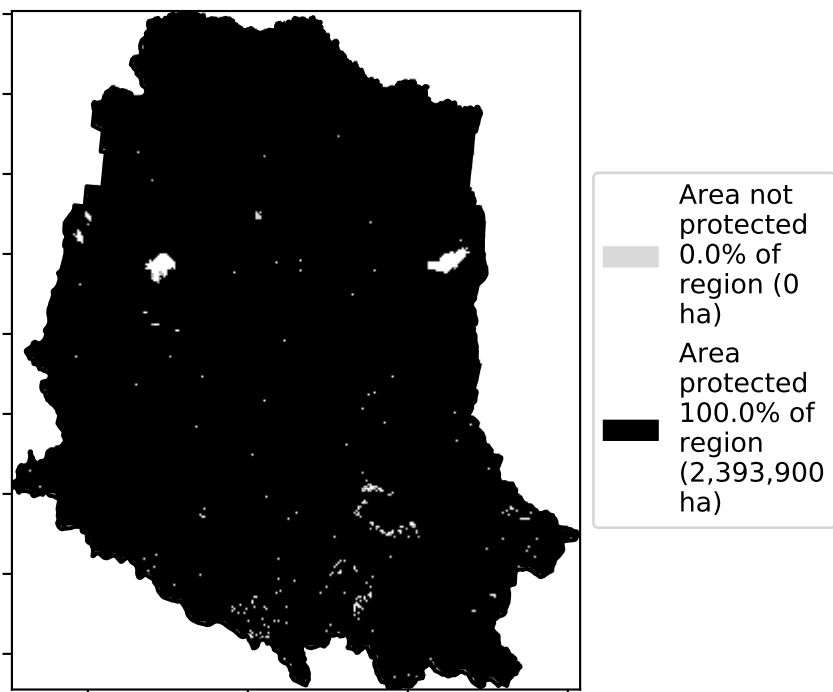 Area not
protected
0.0% of
region (0
ha)
Area
protected
100.0% of
region
(2,393,900
ha)